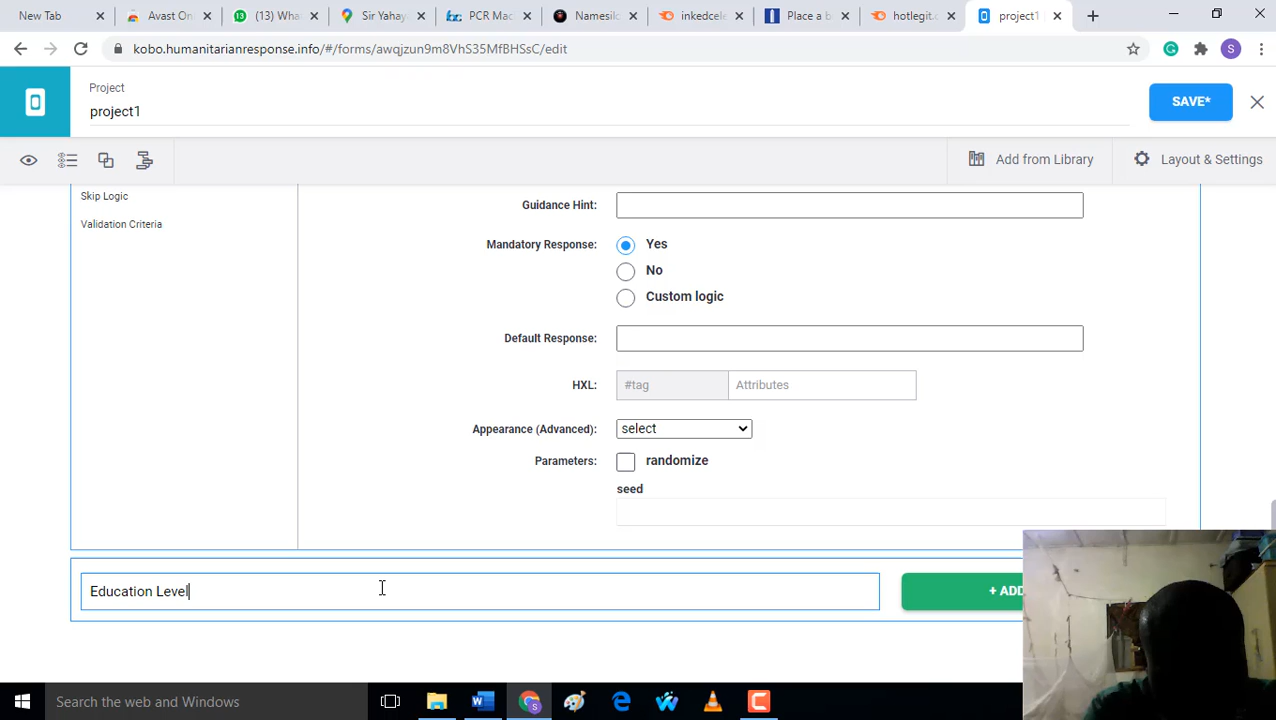 New Tab
Avast On
(13) Wha
Sir Yahay
PCR Mac
Namesilo
inkedcele
Place a L
hotlegit.c
project1
kobo.humanitarianresponse.info/#/forms/awqjzun9m8VhS35MfBHSsC/edit
S
Project
project1
SAVE*
Add from Library
Layout & Settings
Skip Logic
Validation Criteria
Guidance Hint:
Mandatory Response:
Yes
No
Custom logic
Default Response:
HXL:
#tag
Attributes
Appearance (Advanced):
select
Parameters:
randomize
seed
Education Level
+ ADD
Search the web and Windows